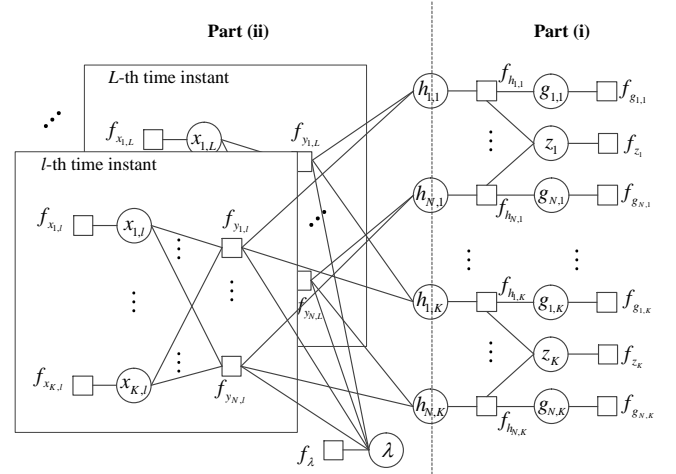 Part (ii)
Part (i)
L-th time instant
f_{x_{1,L}}
x_{1,L}
f_{y_{1,L}}
l-th time instant
f_{x_{1,l}}
x_{1,l}
f_{y_{1,l}}
f_{y_{N,L}}
f_{x_{K,l}}
x_{K,l}
f_{y_{N,l}}
f_λ
λ
h_{1,1}
f_{h_{1,1}}
g_{1,1}
f_{g_{1,1}}
z_1
f_{z_1}
h_{N,1}
f_{h_{N,1}}
g_{N,1}
f_{g_{N,1}}
h_{1,K}
f_{h_{1,K}}
g_{1,K}
f_{g_{1,K}}
z_K
f_{z_K}
h_{N,K}
f_{h_{N,K}}
g_{N,K}
f_{g_{N,K}}